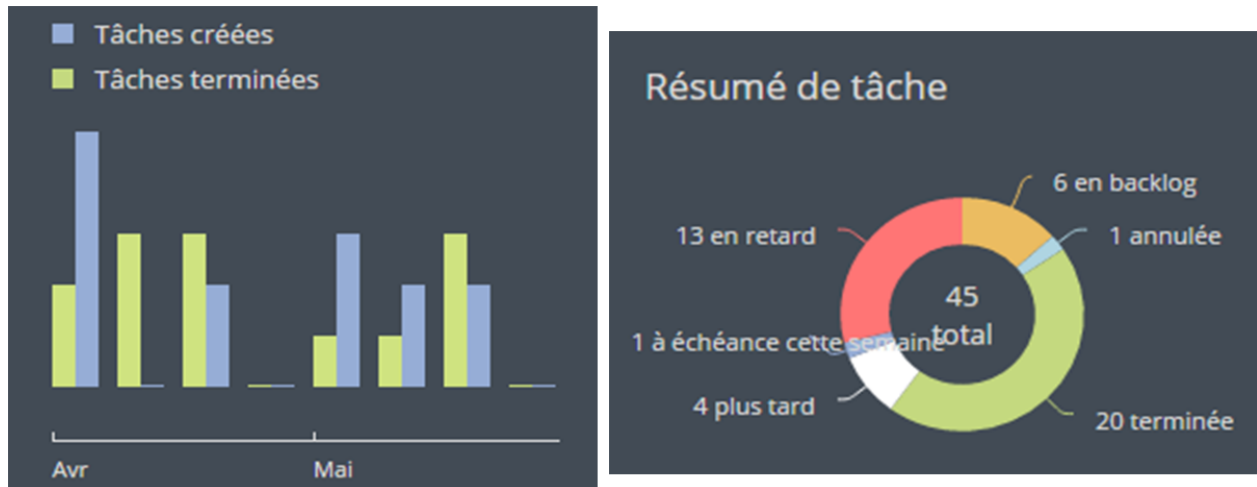 Tâches créées
Tâches terminées
Avr
Mai
Résumé de tâche
6 en backlog
13 en retard
1 annulée
45
total
1 à échéance cette semaine
4 plus tard
20 terminée